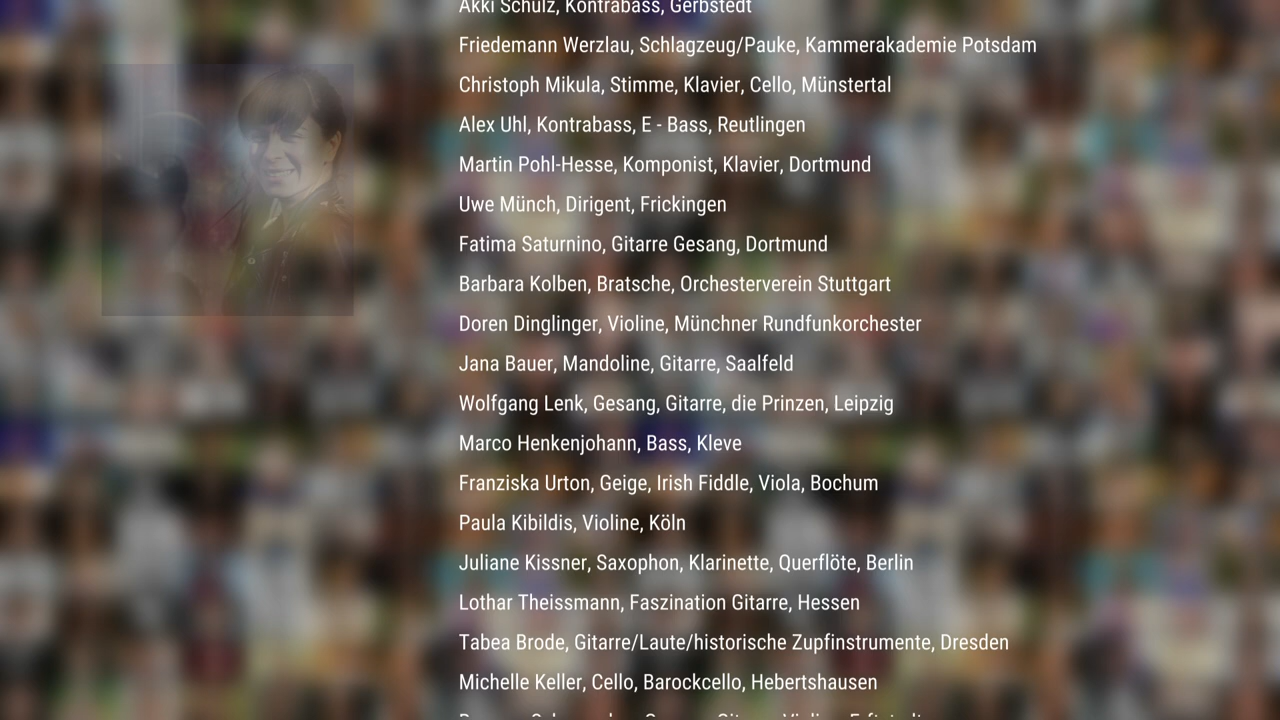 Akki Schulz, Kontrabass, Gerbstedt
Friedemann Werzlau, Schlagzeug/Pauke, Kammerakademie Potsdam
Christoph Mikula, Stimme, Klavier, Cello, Münstertal
Alex Uhl, Kontrabass, E - Bass, Reutlingen
Martin Pohl-Hesse, Komponist, Klavier, Dortmund
Uwe Münch, Dirigent, Frickingen
Fatima Saturnino, Gitarre Gesang, Dortmund
Barbara Kolben, Bratsche, Orchesterverein Stuttgart
Doren Dinglinger, Violine, Münchner Rundfunkorchester
Jana Bauer, Mandoline, Gitarre, Saalfeld
Wolfgang Lenk, Gesang, Gitarre, die Prinzen, Leipzig
Marco Henkenjohann, Bass, Kleve
Franziska Urton, Geige, Irish Fiddle, Viola, Bochum
Paula Kibildis, Violine, Köln
Juliane Kissner, Saxophon, Klarinette, Querflöte, Berlin
Lothar Theissmann, Faszination Gitarre, Hessen
Tabea Brode, Gitarre/Laute/historische Zupfinstrumente, Dresden
Michelle Keller, Cello, Barockcello, Hebertshausen